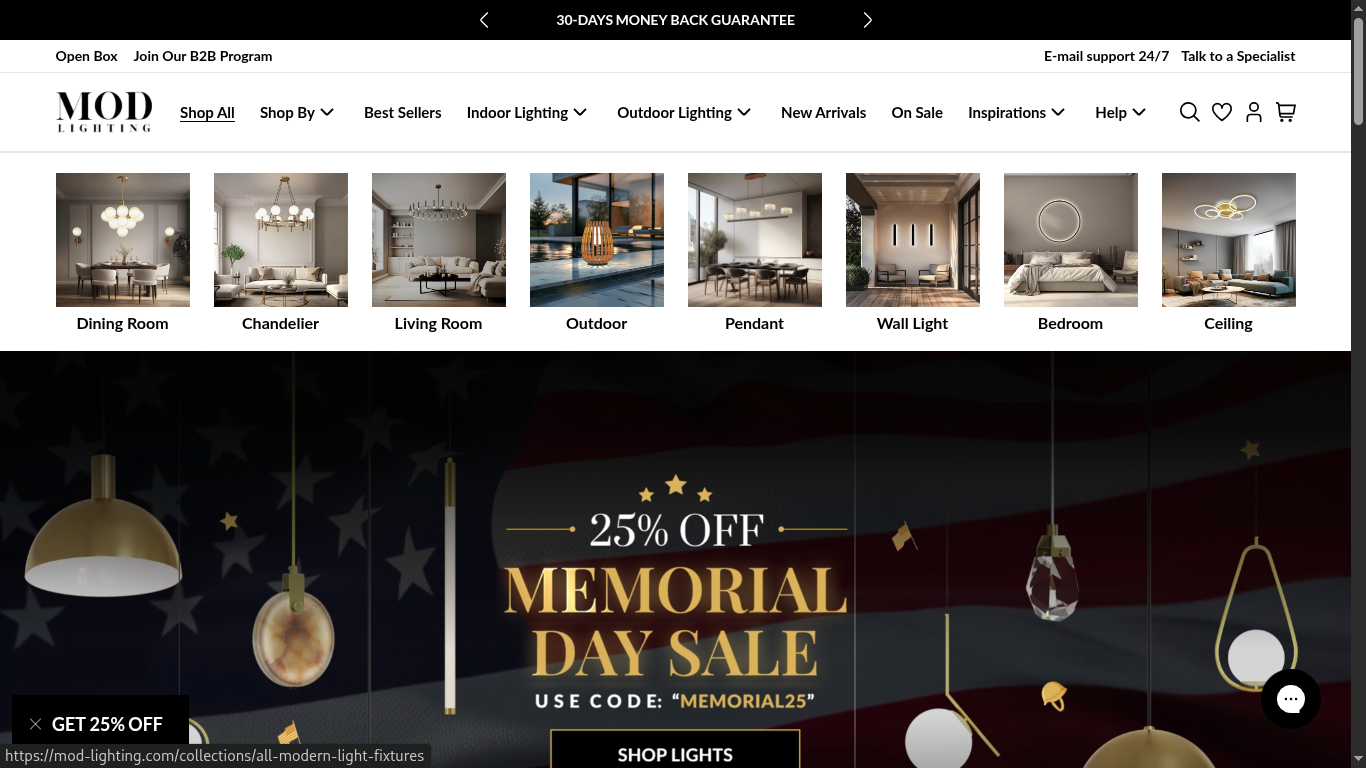 30-DAYS MONEY BACK GUARANTEE
Open Box Join Our B2B Program E-mail support 24/7 Talk to a Specialist
MOD
LIGHTING
Shop All Shop By Best Sellers Indoor Lighting Outdoor Lighting New Arrivals On Sale Inspirations Help
Dining Room Chandelier Living Room Outdoor Pendant Wall Light Bedroom Ceiling
25% OFF
MEMORIAL
DAY SALE
USE CODE: “MEMORIAL25”
GET 25% OFF
SHOP LIGHTS
https://mod-lighting.com/collections/all-modern-light-fixtures